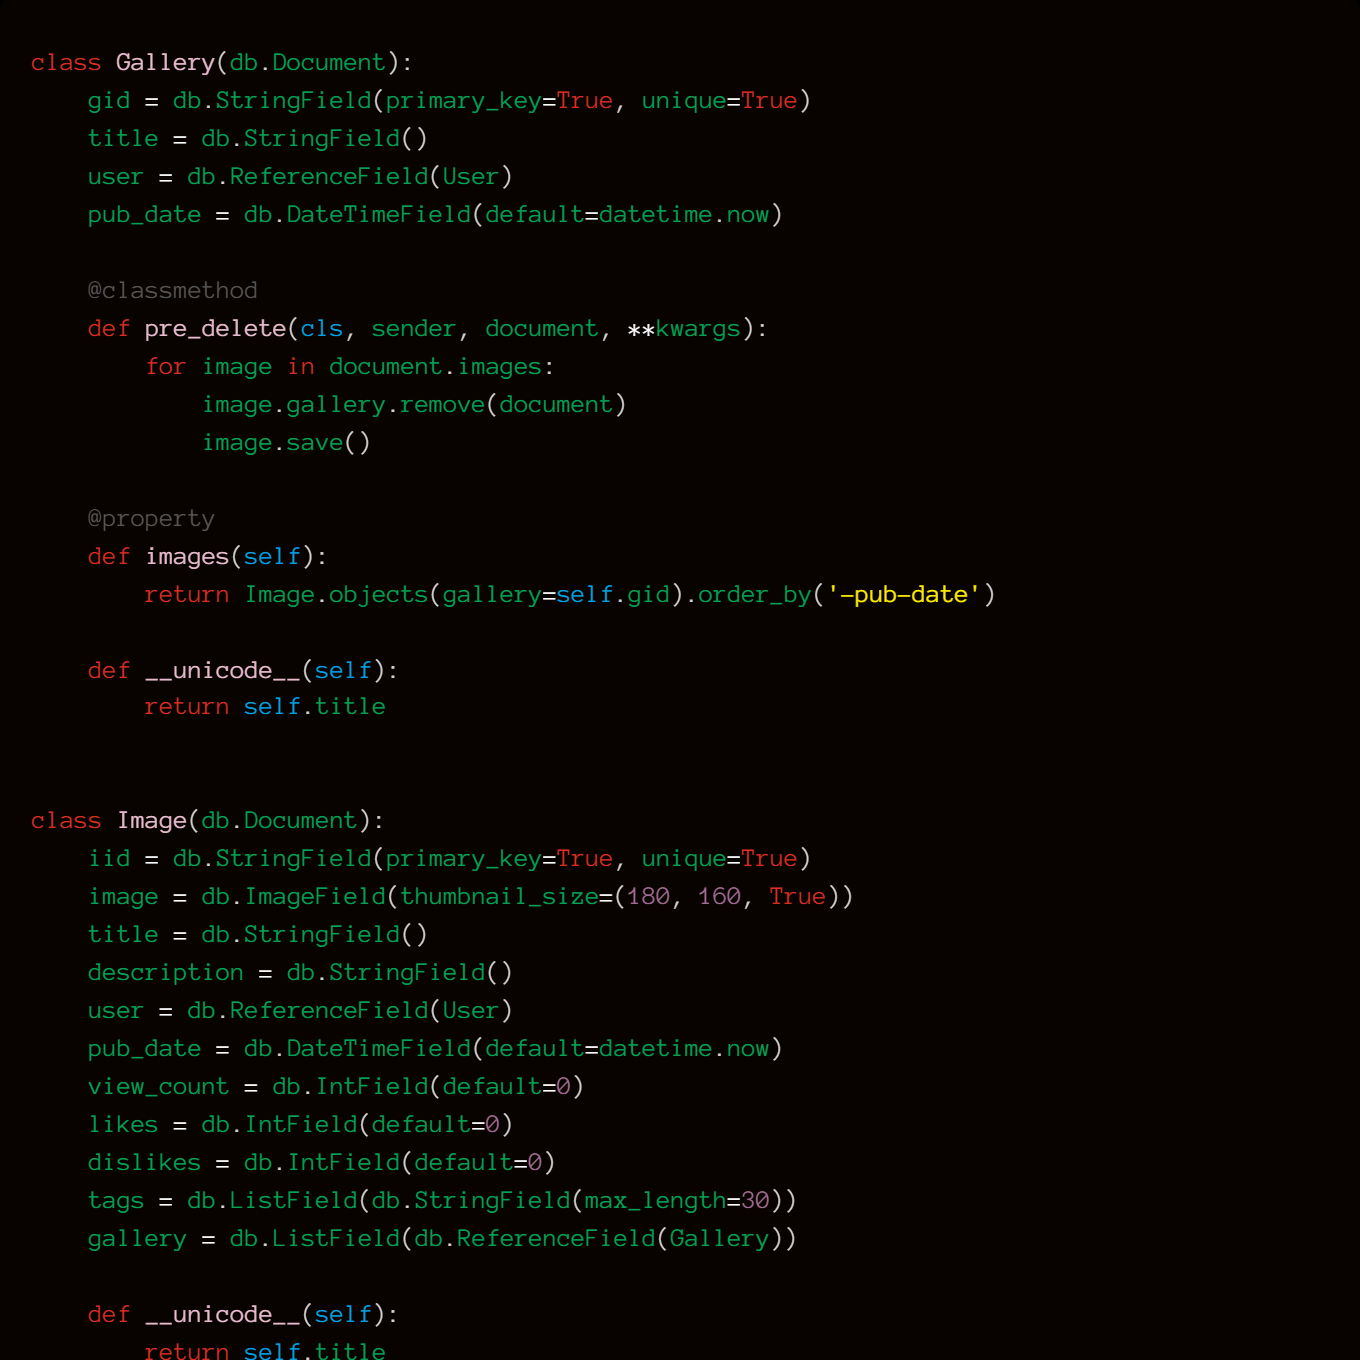 class Gallery(db.Document):
    gid = db.StringField(primary_key=True, unique=True)
    title = db.StringField()
    user = db.ReferenceField(User)
    pub_date = db.DateTimeField(default=datetime.now)

    @classmethod
    def pre_delete(cls, sender, document, **kwargs):
        for image in document.images:
            image.gallery.remove(document)
            image.save()

    @property
    def images(self):
        return Image.objects(gallery=self.gid).order_by('-pub-date')

    def __unicode__(self):
        return self.title


class Image(db.Document):
    iid = db.StringField(primary_key=True, unique=True)
    image = db.ImageField(thumbnail_size=(180, 160, True))
    title = db.StringField()
    description = db.StringField()
    user = db.ReferenceField(User)
    pub_date = db.DateTimeField(default=datetime.now)
    view_count = db.IntField(default=0)
    likes = db.IntField(default=0)
    dislikes = db.IntField(default=0)
    tags = db.ListField(db.StringField(max_length=30))
    gallery = db.ListField(db.ReferenceField(Gallery))

    def __unicode__(self):
        return self.title